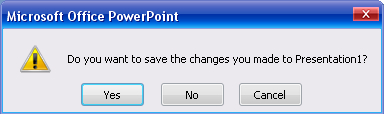 Microsoft Office PowerPoint
Do you want to save the changes you made to Presentation1?
Yes No Cancel